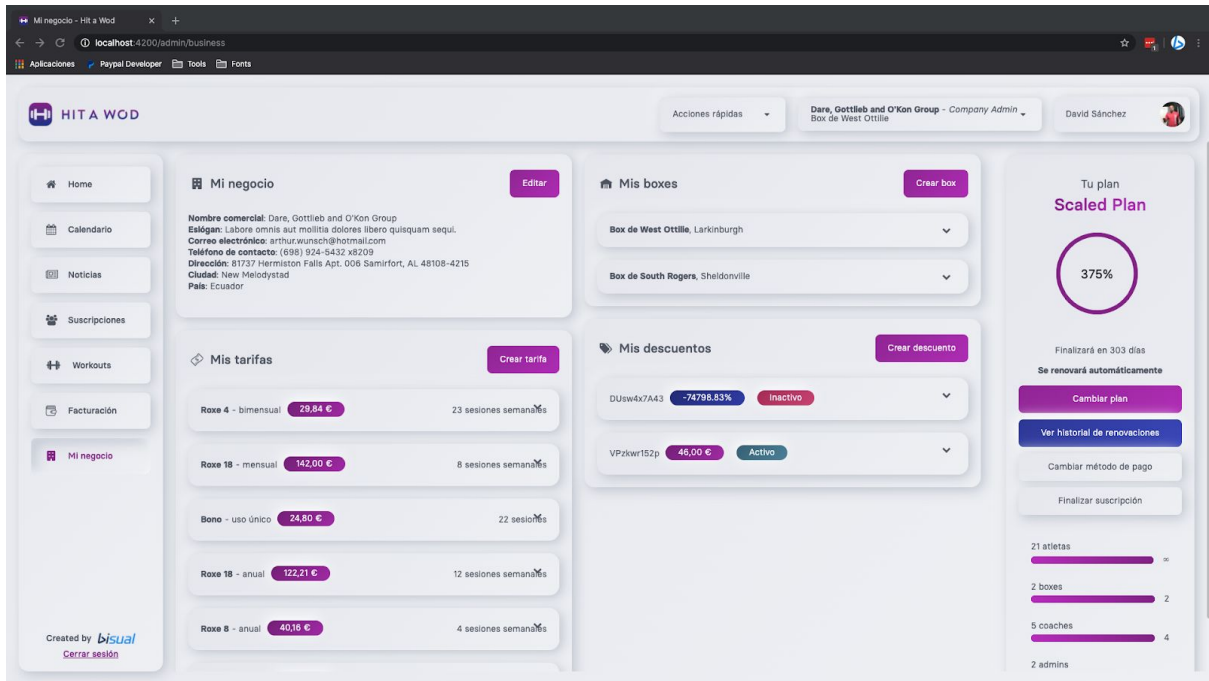 Mi negocio - Hit a Wod
localhost:4200/admin/business
Aplicaciones Paypal Developer Tools Fonts
HIT A WOD
Acciones rápidas
Dare, Gottlieb and O'Kon Group - Company Admin
Box de West Ottilie
David Sánchez
Home
Calendario
Noticias
Suscripciones
Workouts
Facturación
Mi negocio
Created by bisual
Cerrar sesión
Mi negocio
Editar
Nombre comercial: Dare, Gottlieb and O'Kon Group
Eslógan: Labore omnis aut mollitia dolores libero quisquam sequi.
Correo electrónico: arthur.wunsch@hotmail.com
Teléfono de contacto: (698) 924-5432 x8209
Dirección: 81737 Hermiston Falls Apt. 006 Samirfort, AL 48108-4215
Ciudad: New Melodystad
País: Ecuador
Mis tarifas
Crear tarifa
Roxe 4 - bimensual 29,84 € 23 sesiones semanales
Roxe 18 - mensual 142,00 € 8 sesiones semanales
Bono - uso único 24,80 € 22 sesiones
Roxe 18 - anual 122,21 € 12 sesiones semanales
Roxe 8 - anual 40,16 € 4 sesiones semanales
Mis boxes
Crear box
Box de West Ottilie, Larkinburgh
Box de South Rogers, Sheldonville
Mis descuentos
Crear descuento
DUsw4x7A43 -74798.83% Inactivo
VPzkwr152p 46,00 € Activo
Tu plan
Scaled Plan
375%
Finalizará en 303 días
Se renovará automáticamente
Cambiar plan
Ver historial de renovaciones
Cambiar método de pago
Finalizar suscripción
21 atletas
∞
2 boxes
2
5 coaches
4
2 admins